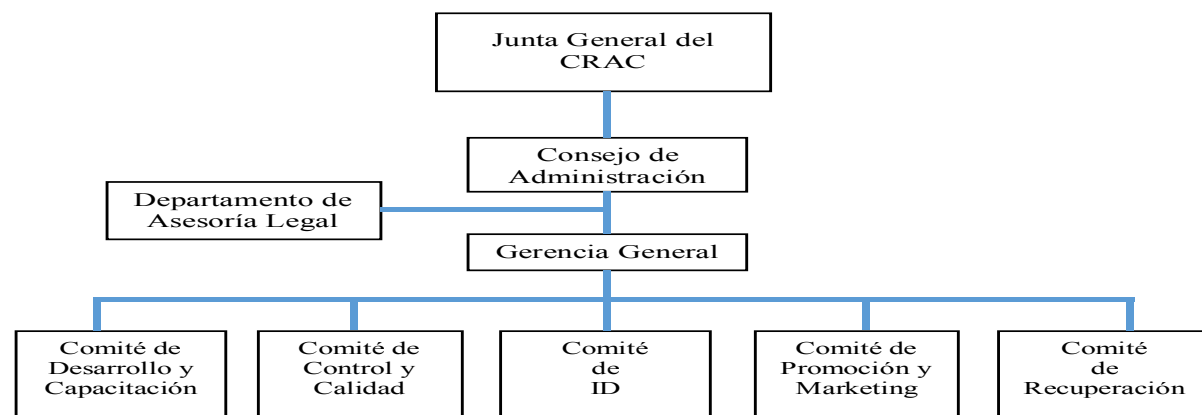 Junta General del
CRAC
Consejo de
Administración
Departamento de
Asesoría Legal
Gerencia General
Comité de
Desarrollo y
Capacitación
Comité de
Control y
Calidad
Comité
de
ID
Comité de
Promoción y
Marketing
Comité
de
Recuperación